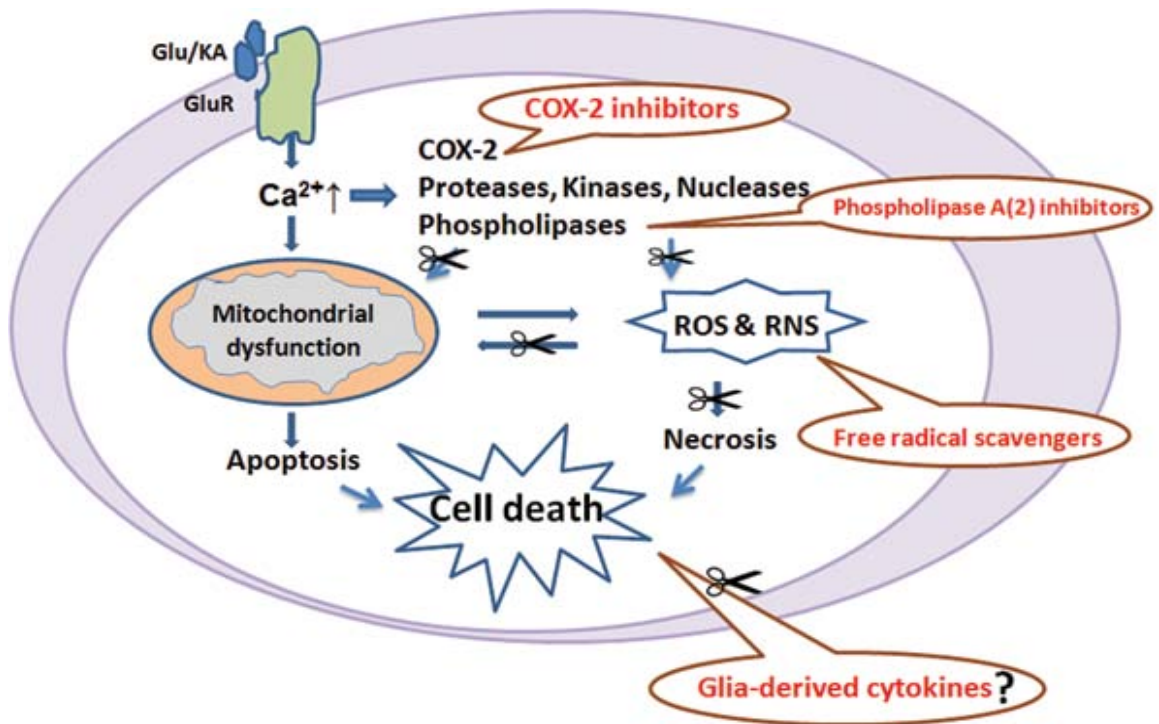 Glu/KA
GluR
COX-2 inhibitors
COX-2
Ca²⁺↑
Proteases, Kinases, Nucleases
Phospholipases
Phospholipase A(2) inhibitors
Mitochondrial
dysfunction
ROS & RNS
Apoptosis
Necrosis
Free radical scavengers
Cell death
Glia-derived cytokines?